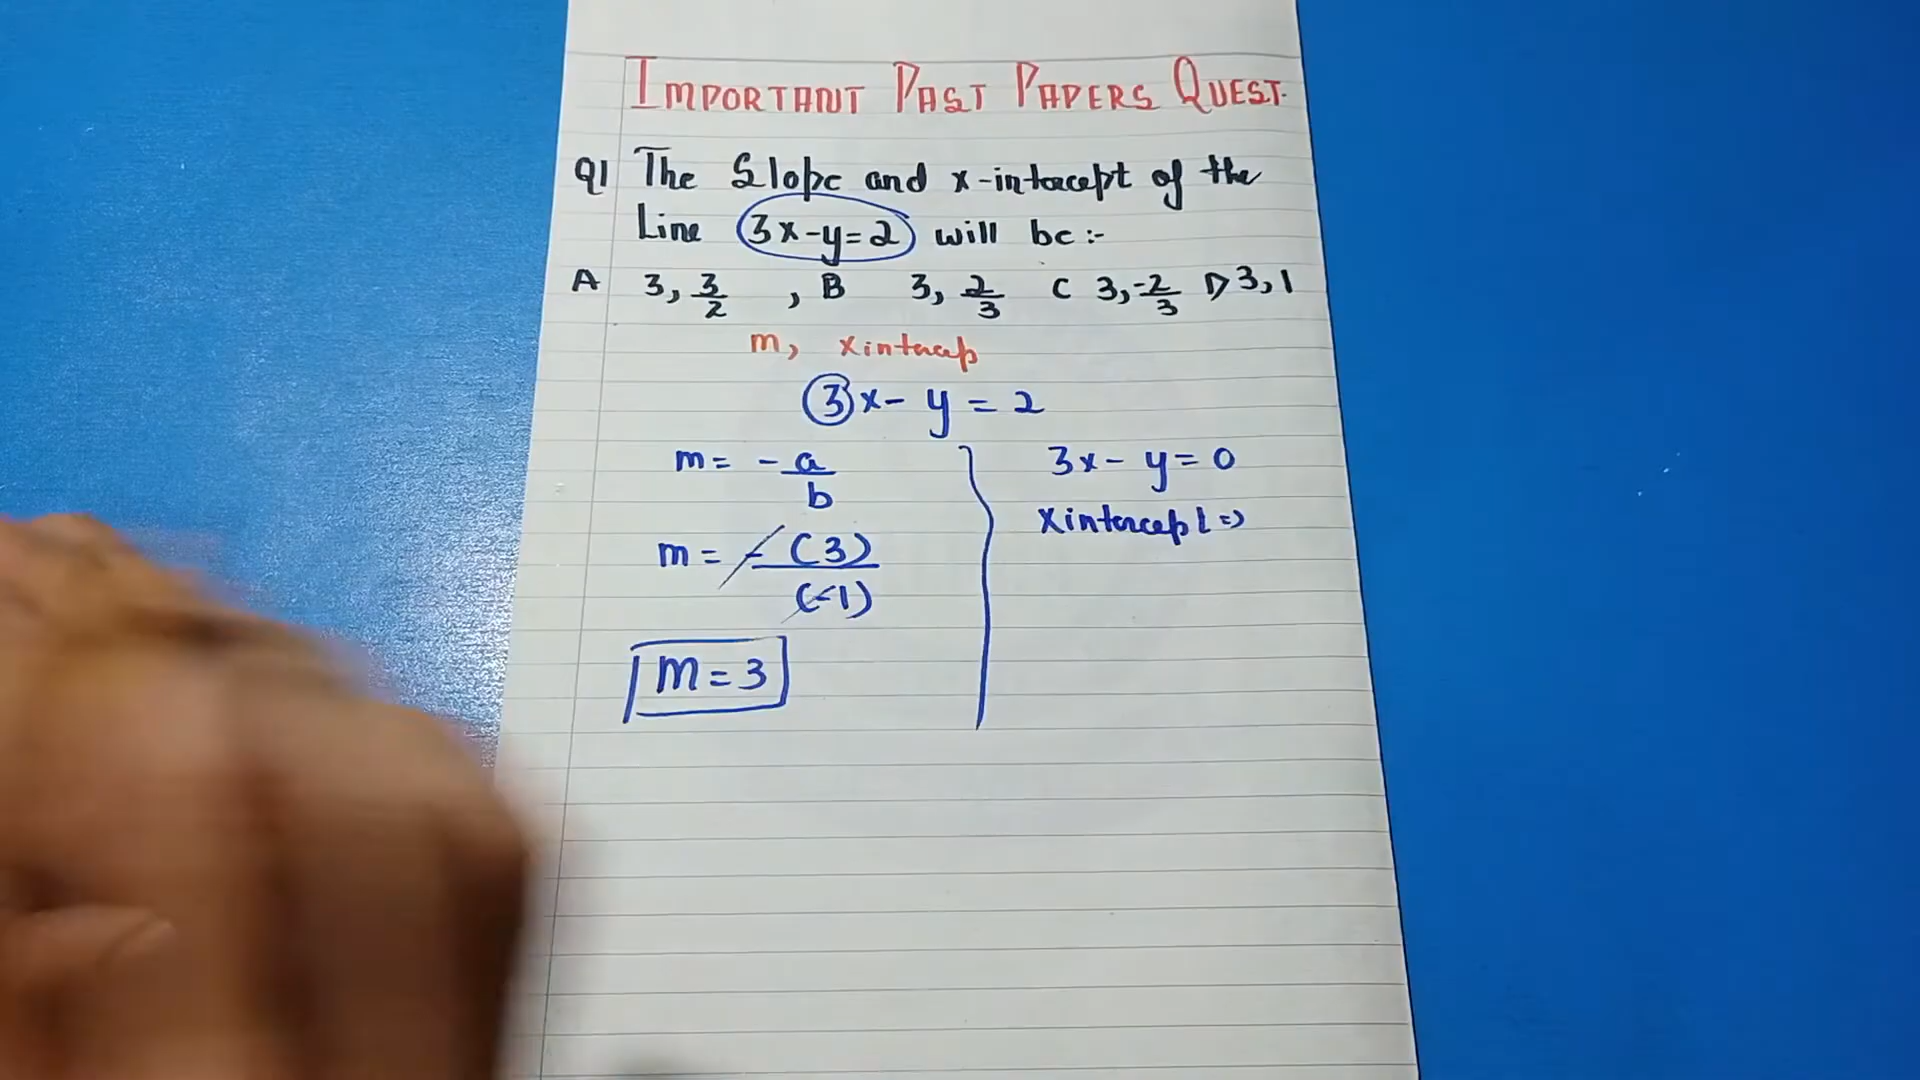 IMPORTANT PAST PAPERS QUEST.
Q1 The Slope and x-intercept of the
Line 3x-y=2 will be:-
A 3, 3/2 , B 3, 2/3 C 3, -2/3 D 3, 1
m, xintercep
3x - y = 2
m = - a/b
m = - (3)/(-1)
m = 3
3x - y = 0
xintercept =>